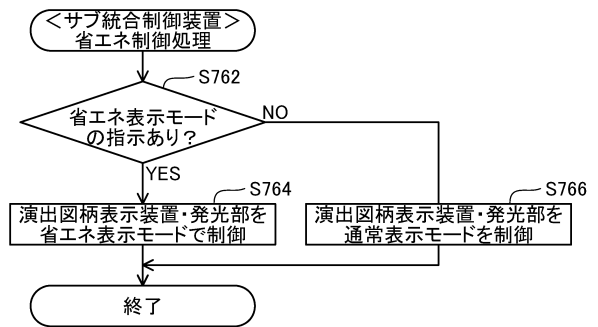 ＜サブ統合制御装置＞
省エネ制御処理
S762
省エネ表示モード
の指示あり？
NO
YES
S764
演出図柄表示装置・発光部を
省エネ表示モードで制御
S766
演出図柄表示装置・発光部を
通常表示モードを制御
終了